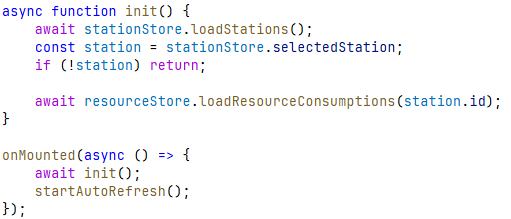 async function init() {
    await stationStore.loadStations();
    const station = stationStore.selectedStation;
    if (!station) return;

    await resourceStore.loadResourceConsumptions(station.id);
}

onMounted(async () => {
    await init();
    startAutoRefresh();
});